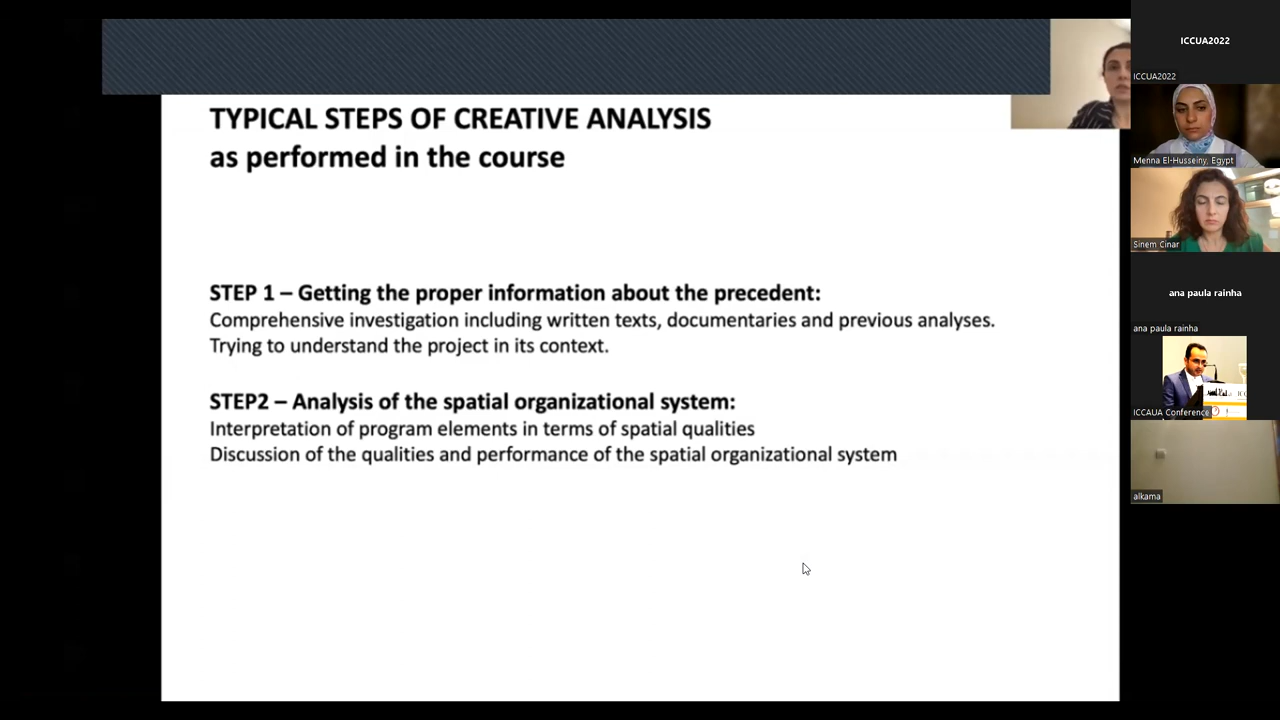 TYPICAL STEPS OF CREATIVE ANALYSIS
as performed in the course
STEP 1 – Getting the proper information about the precedent:
Comprehensive investigation including written texts, documentaries and previous analyses.
Trying to understand the project in its context.
STEP2 – Analysis of the spatial organizational system:
Interpretation of program elements in terms of spatial qualities
Discussion of the qualities and performance of the spatial organizational system
ICCUA2022
ICCUA2022
Menna El-Husseiny, Egypt
Sinem Cinar
ana paula rainha
ana paula rainha
ICCAUA Conference
alkama